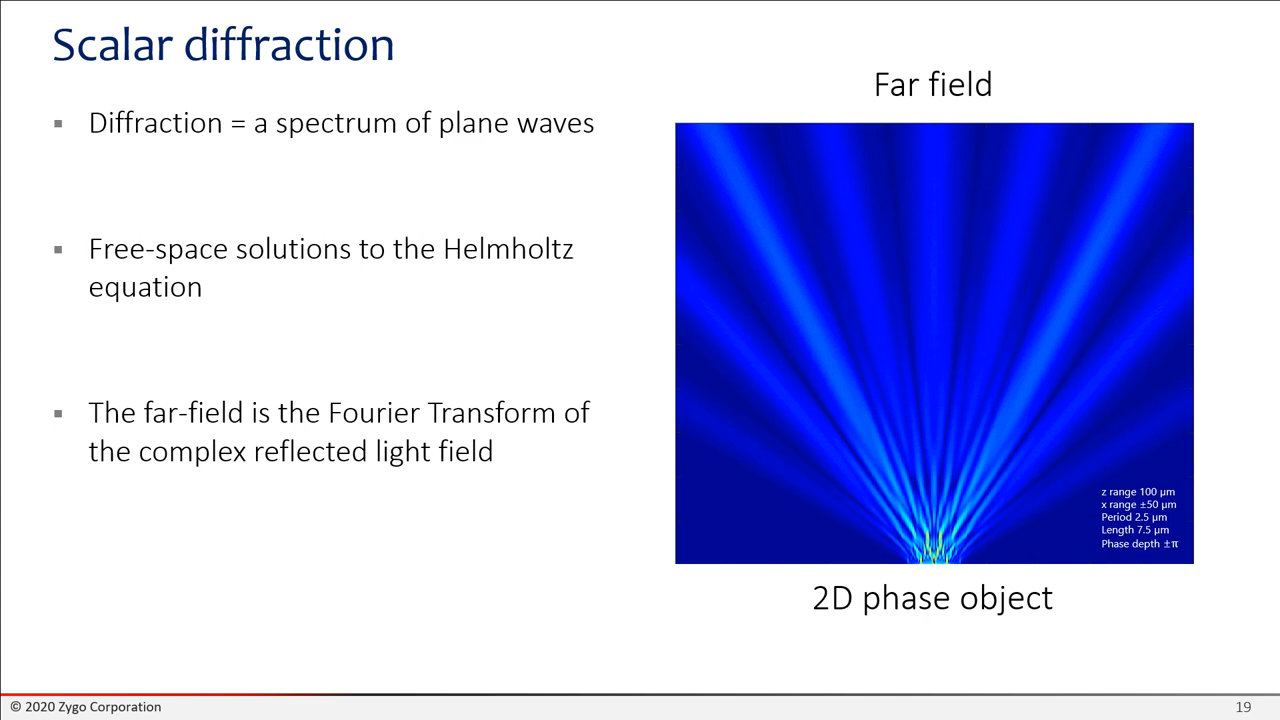 Scalar diffraction
Diffraction = a spectrum of plane waves
Free-space solutions to the Helmholtz
equation
The far-field is the Fourier Transform of
the complex reflected light field
Far field
z range 100 µm
x range ±50 µm
Period 2.5 µm
Length 7.5 µm
Phase depth ±π
2D phase object
© 2020 Zygo Corporation
19